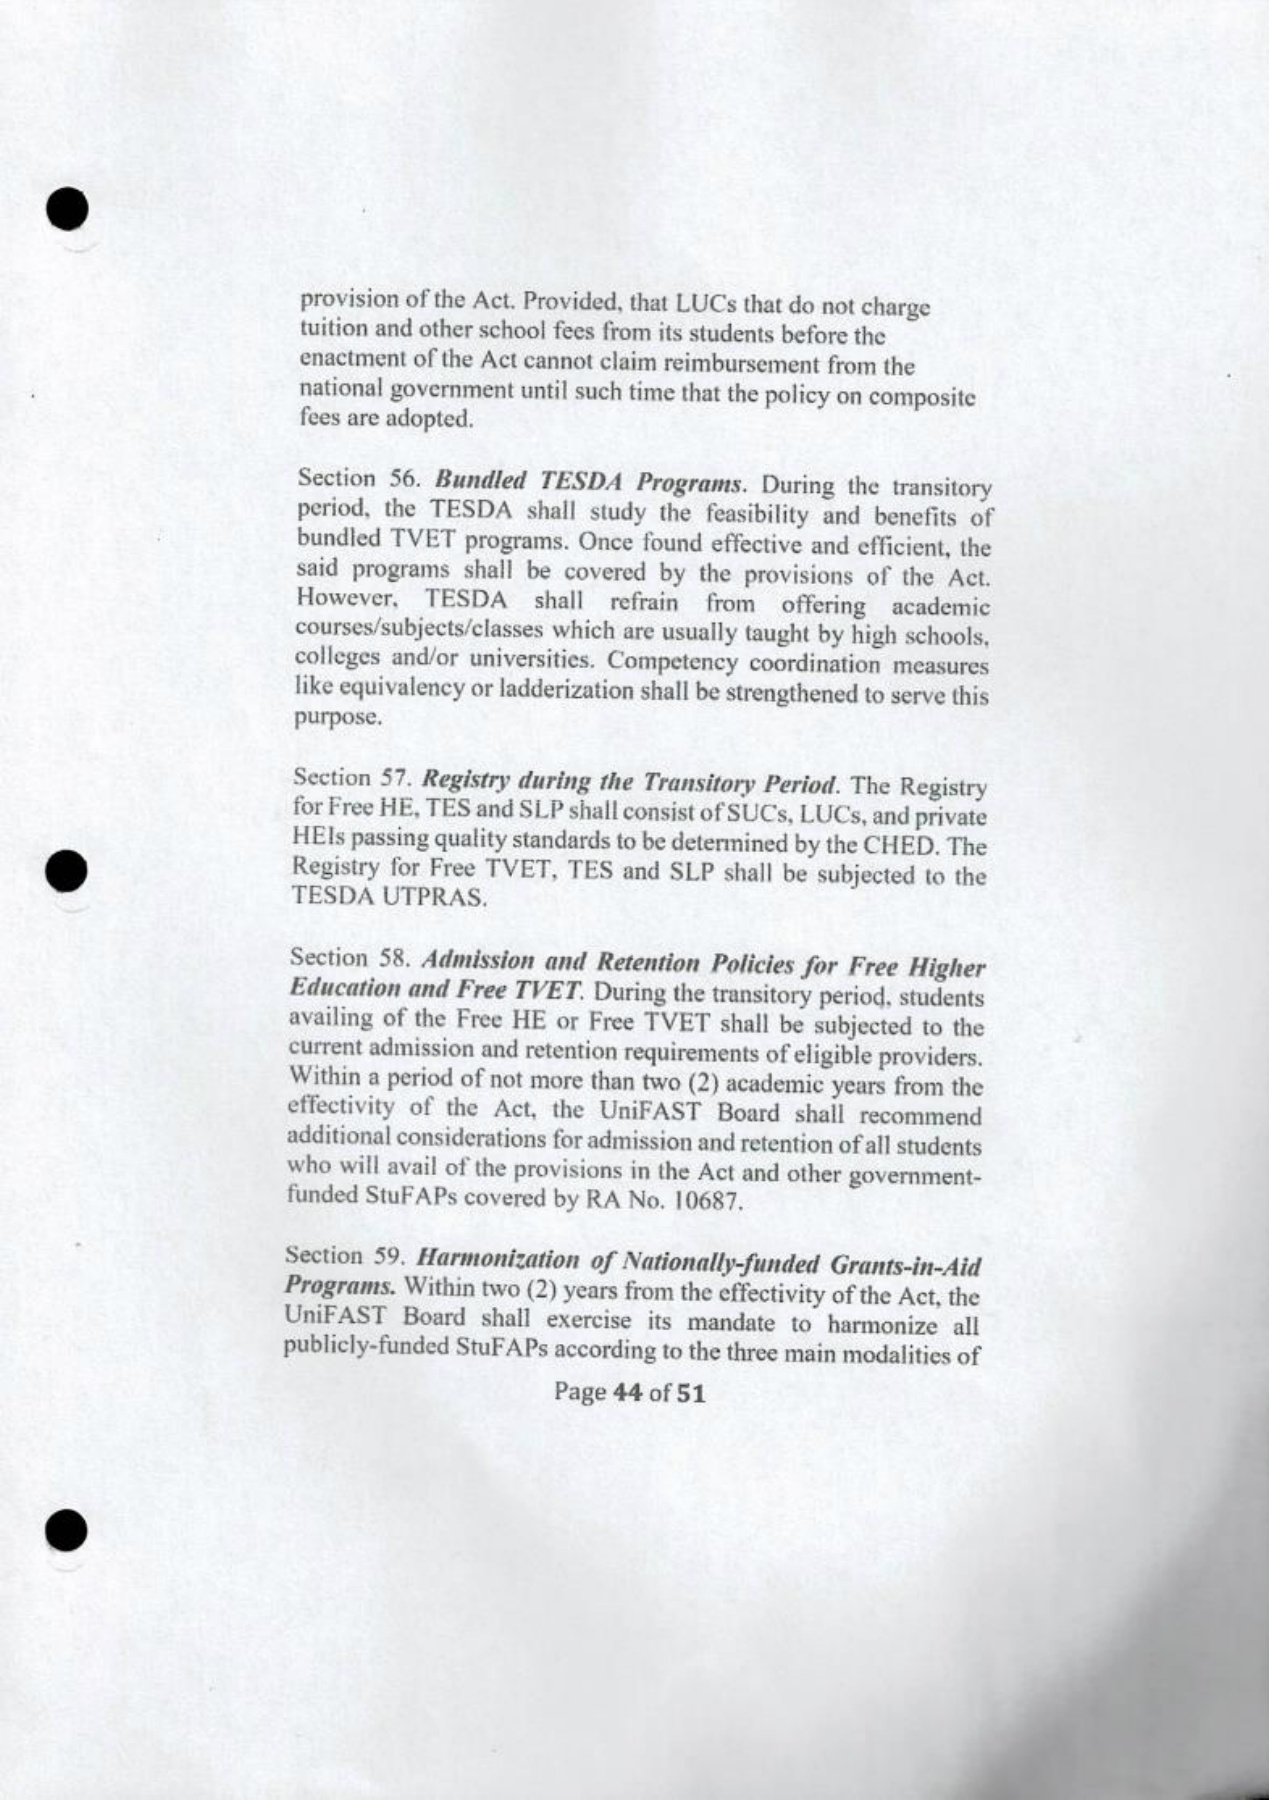 provision of the Act. Provided, that LUCs that do not charge
tuition and other school fees from its students before the
enactment of the Act cannot claim reimbursement from the
national government until such time that the policy on composite
fees are adopted.
Section 56. Bundled TESDA Programs. During the transitory
period, the TESDA shall study the feasibility and benefits of
bundled TVET programs. Once found effective and efficient, the
said programs shall be covered by the provisions of the Act.
However, TESDA shall refrain from offering academic
courses/subjects/classes which are usually taught by high schools,
colleges and/or universities. Competency coordination measures
like equivalency or ladderization shall be strengthened to serve this
purpose.
Section 57. Registry during the Transitory Period. The Registry
for Free HE, TES and SLP shall consist of SUCs, LUCs, and private
HEIs passing quality standards to be determined by the CHED. The
Registry for Free TVET, TES and SLP shall be subjected to the
TESDA UTPRAS.
Section 58. Admission and Retention Policies for Free Higher
Education and Free TVET. During the transitory period, students
availing of the Free HE or Free TVET shall be subjected to the
current admission and retention requirements of eligible providers.
Within a period of not more than two (2) academic years from the
effectivity of the Act, the UniFAST Board shall recommend
additional considerations for admission and retention of all students
who will avail of the provisions in the Act and other government-
funded StuFAPs covered by RA No. 10687.
Section 59. Harmonization of Nationally-funded Grants-in-Aid
Programs. Within two (2) years from the effectivity of the Act, the
UniFAST Board shall exercise its mandate to harmonize all
publicly-funded StuFAPs according to the three main modalities of
Page 44 of 51